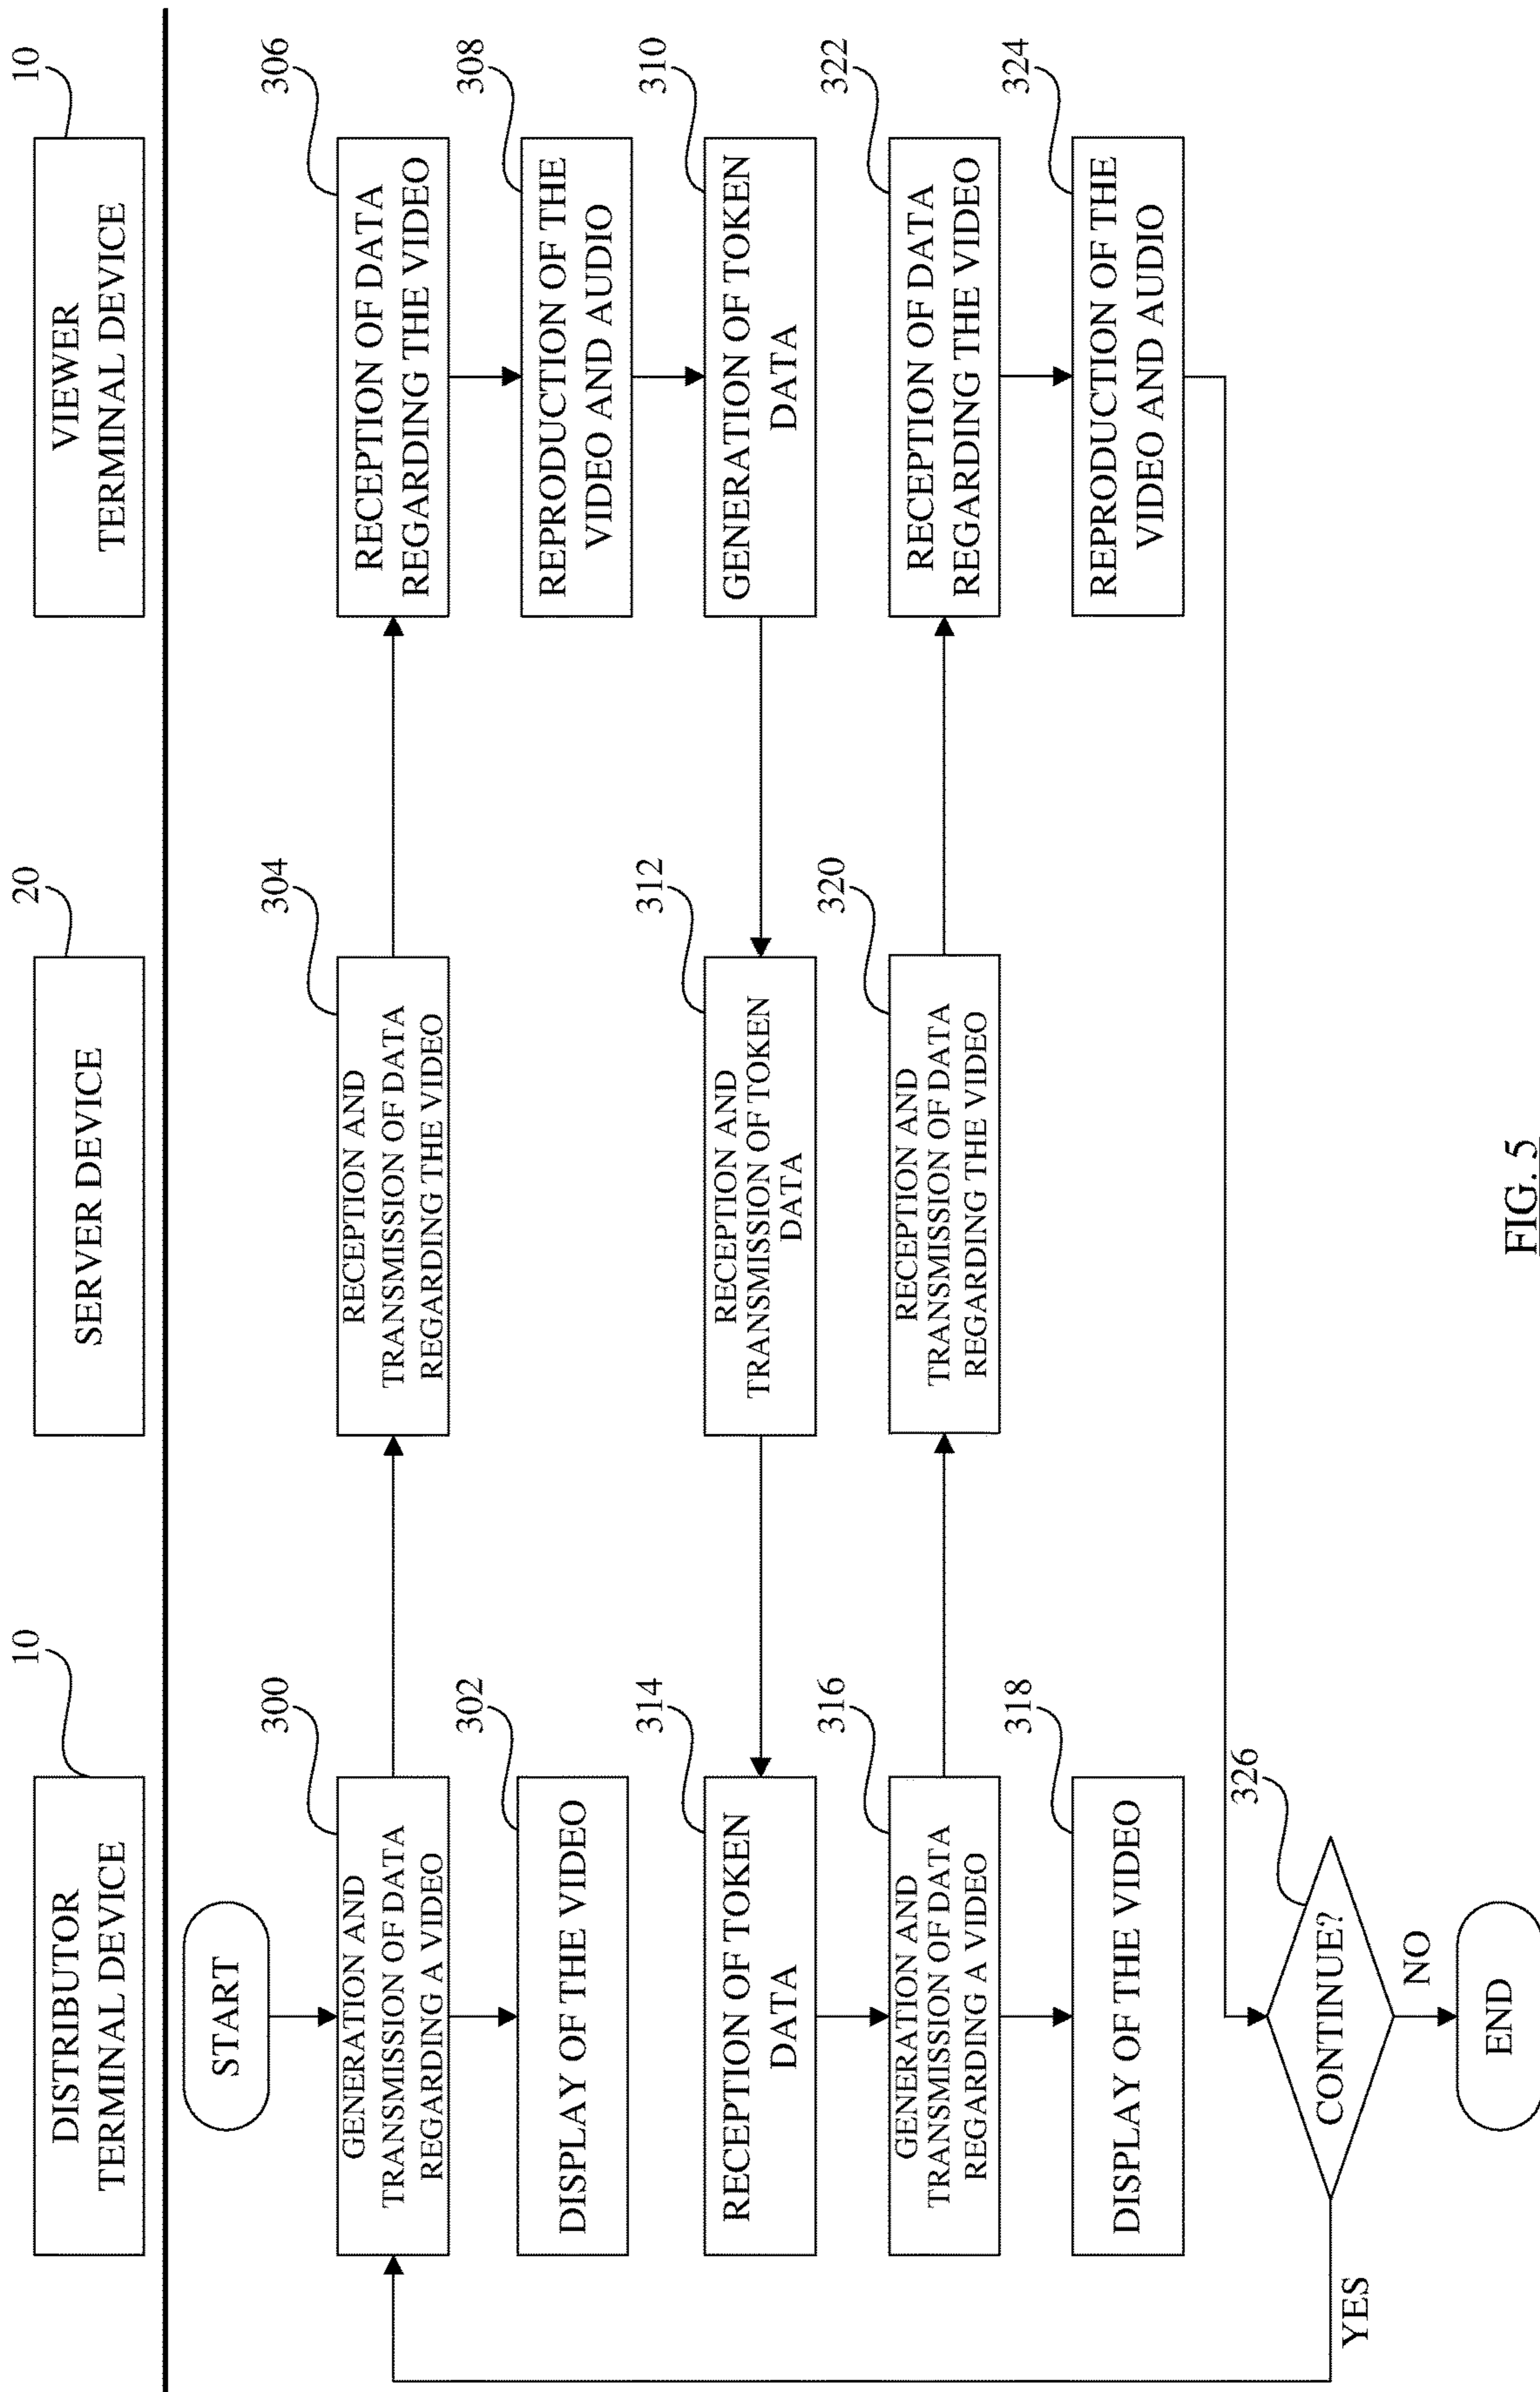 DISTRIBUTOR
TERMINAL DEVICE
10
SERVER DEVICE
20
VIEWER
TERMINAL DEVICE
10
START
GENERATION AND
TRANSMISSION OF DATA
REGARDING A VIDEO
300
RECEPTION AND
TRANSMISSION OF DATA
REGARDING THE VIDEO
304
RECEPTION OF DATA
REGARDING THE VIDEO
306
DISPLAY OF THE VIDEO
302
REPRODUCTION OF THE
VIDEO AND AUDIO
308
RECEPTION OF TOKEN
DATA
314
RECEPTION AND
TRANSMISSION OF TOKEN
DATA
312
GENERATION OF TOKEN
DATA
310
GENERATION AND
TRANSMISSION OF DATA
REGARDING A VIDEO
316
RECEPTION AND
TRANSMISSION OF DATA
REGARDING THE VIDEO
320
RECEPTION OF DATA
REGARDING THE VIDEO
322
DISPLAY OF THE VIDEO
318
REPRODUCTION OF THE
VIDEO AND AUDIO
324
CONTINUE?
326
YES
NO
END
FIG. 5